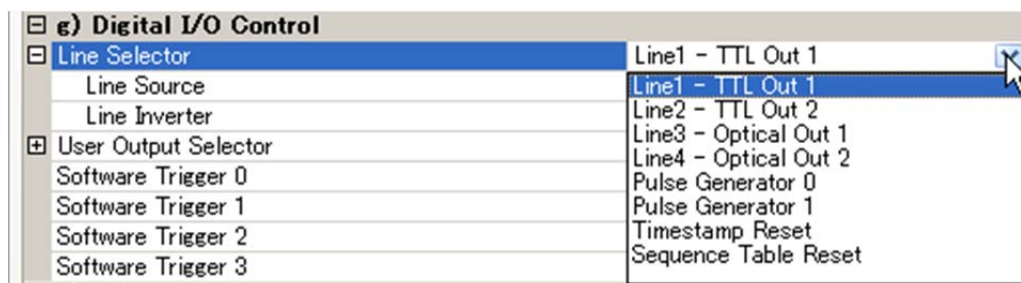 g) Digital I/O Control
Line Selector
Line1 - TTL Out 1
Line Source
Line1 - TTL Out 1
Line Inverter
Line2 - TTL Out 2
User Output Selector
Line3 - Optical Out 1
Line4 - Optical Out 2
Software Trigger 0
Pulse Generator 0
Software Trigger 1
Pulse Generator 1
Software Trigger 2
Timestamp Reset
Software Trigger 3
Sequence Table Reset